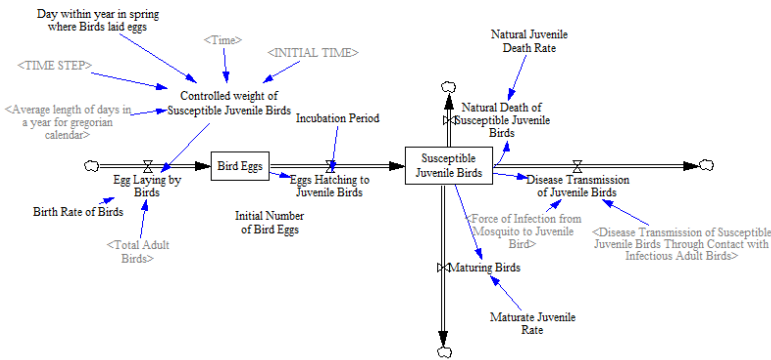 Day within year in spring
where Birds laid eggs
<Time>
<INITIAL TIME>
<TIME STEP>
Natural Juvenile
Death Rate
Controlled weight of
Susceptible Juvenile Birds
<Average length of days in
a year for gregorian
calendar>
Incubation Period
Natural Death of
Susceptible Juvenile
Birds
Bird Eggs
Susceptible
Juvenile Birds
Egg Laying by
Birds
Eggs Hatching to
Juvenile Birds
Disease Transmission
of Juvenile Birds
Birth Rate of Birds
Initial Number
of Bird Eggs
<Total Adult
Birds>
<Force of Infection from
Mosquito to Juvenile
Bird>
<Disease Transmission of Susceptible
Juvenile Birds Through Contact with
Infectious Adult Birds>
Maturing Birds
Maturate Juvenile
Rate